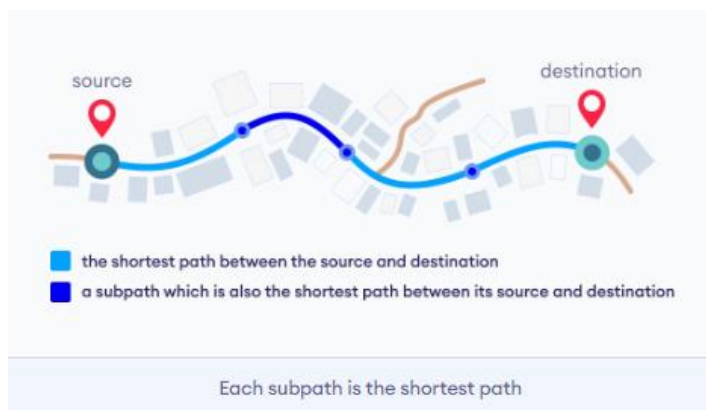 source
destination
the shortest path between the source and destination
a subpath which is also the shortest path between its source and destination
Each subpath is the shortest path